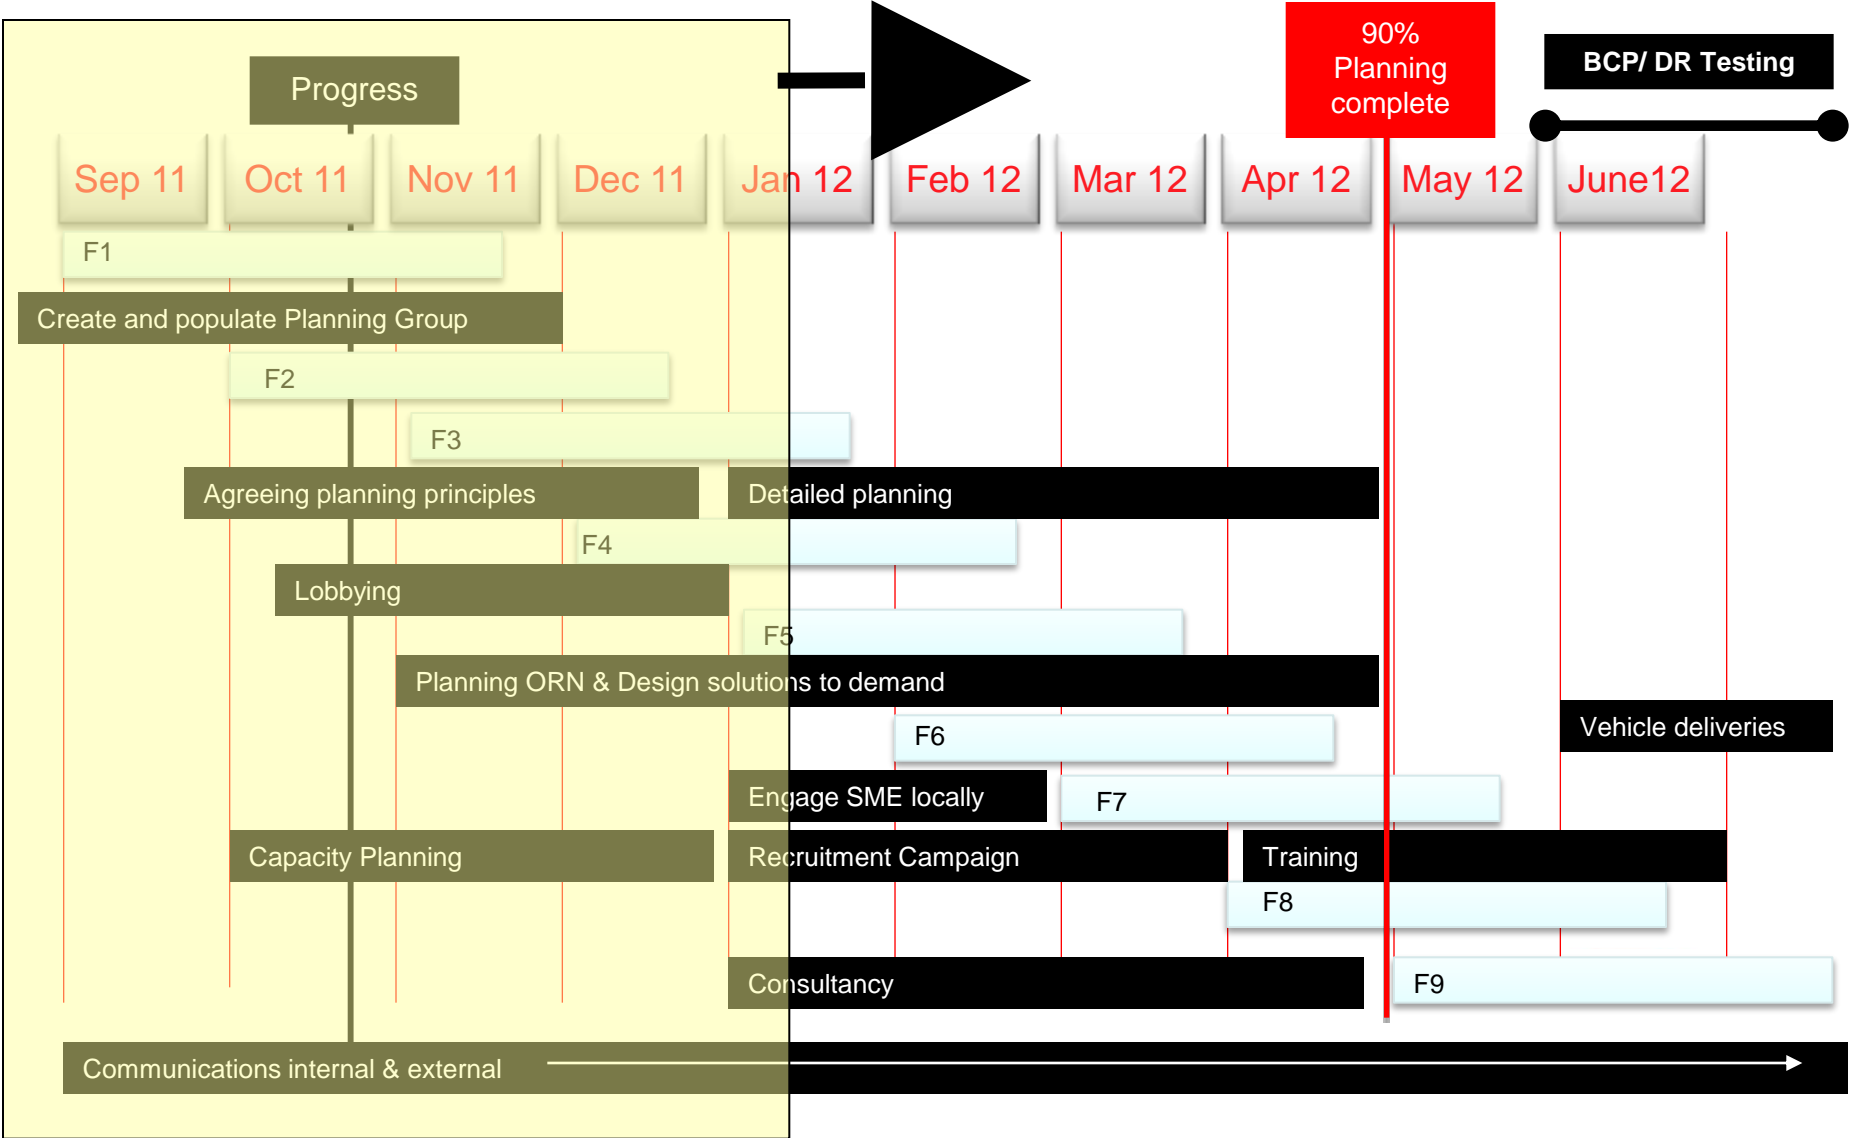 90%
Planning
complete
BCP/ DR Testing
Progress
Sep 11
Oct 11
Nov 11
Dec 11
Jan 12
Feb 12
Mar 12
Apr 12
May 12
June12
F1
Create and populate Planning Group
F2
F3
Agreeing planning principles
Detailed planning
F4
Lobbying
F5
Planning ORN & Design solutions to demand
F6
Vehicle deliveries
Engage SME locally
F7
Capacity Planning
Recruitment Campaign
Training
F8
Consultancy
F9
Communications internal & external